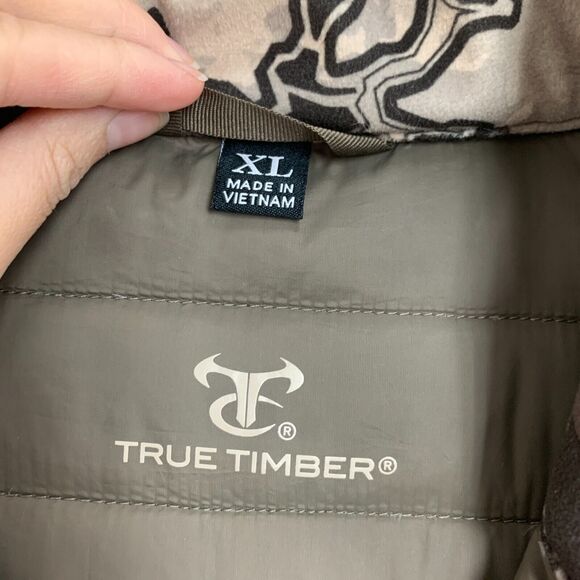 XL
MADE IN
VIETNAM
®
TRUE TIMBER®